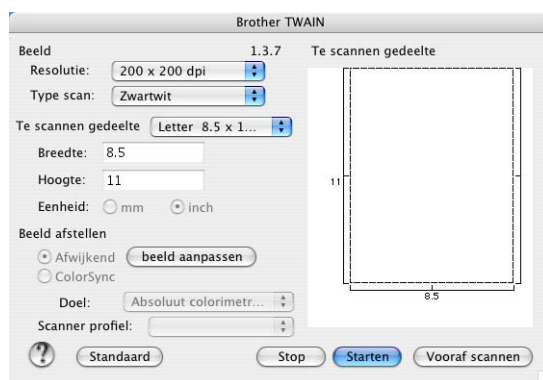 Brother TWAIN
Beeld 1.3.7
Resolutie: 200 x 200 dpi
Type scan: Zwartwit
Te scannen gedeelte Letter 8.5 x 1...
Breedte: 8.5
Hoogte: 11
Eenheid: mm inch
Beeld afstellen
Afwijkend beeld aanpassen
ColorSync
Doel: Absoluut colorimetr...
Scanner profiel:
? Standaard Stop Starten Vooraf scannen
Te scannen gedeelte
11
8.5